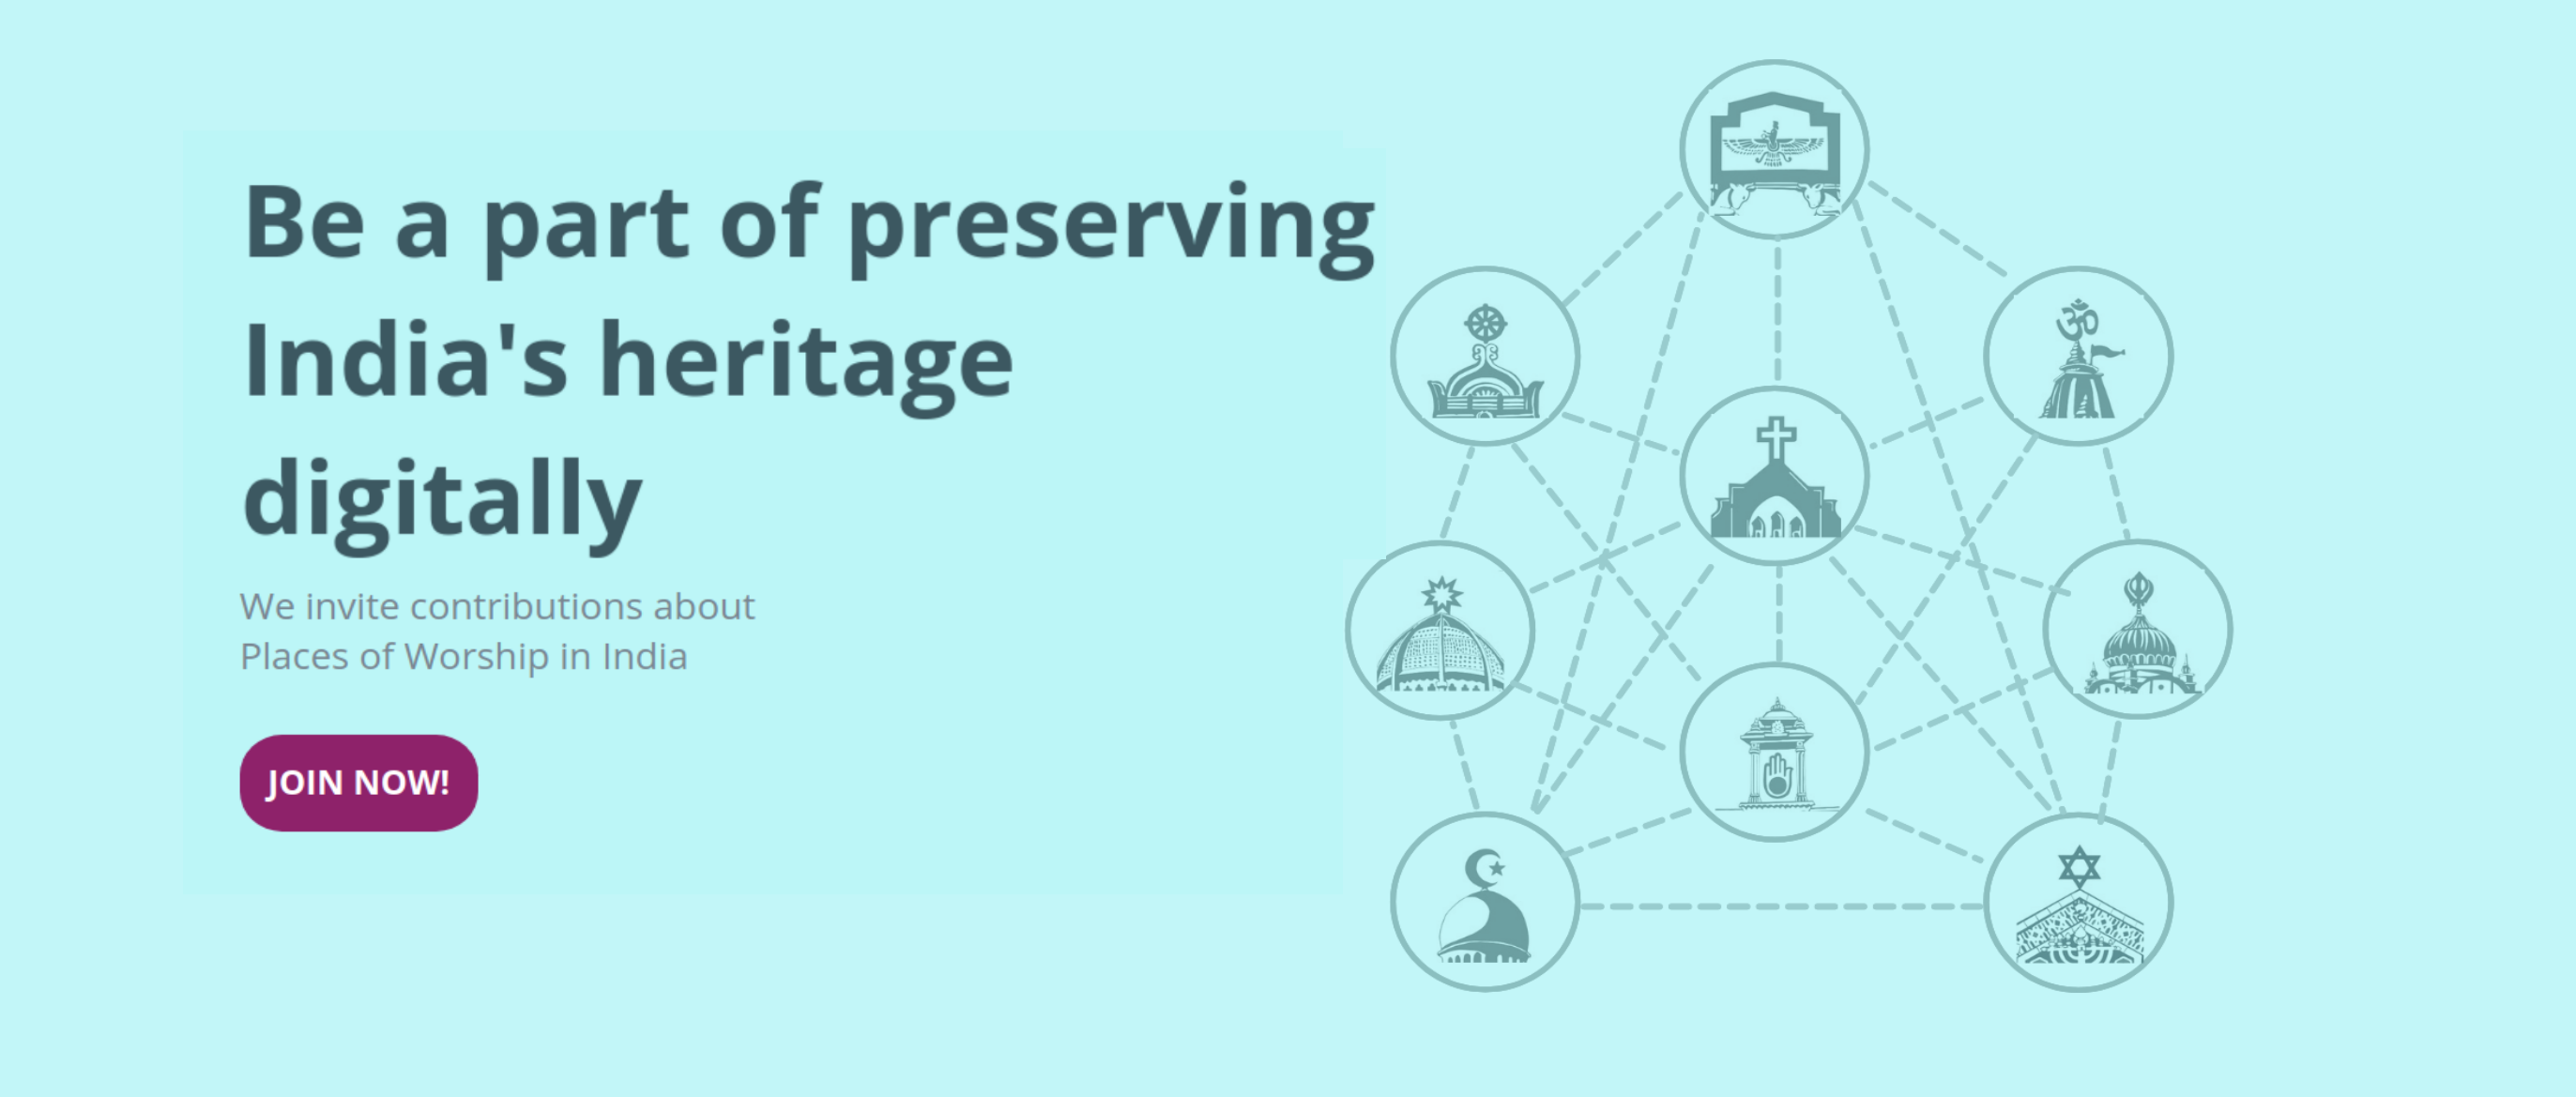 Be a part of preserving
India's heritage
digitally
We invite contributions about
Places of Worship in India
JOIN NOW!
ॐ